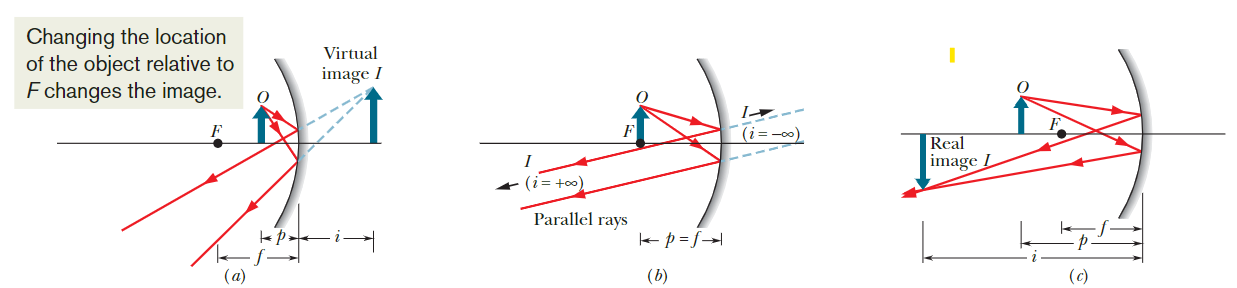 Changing the location
of the object relative to
F changes the image.
Virtual
image I
O
F
p
i
f
(a)
O
F
I
(i = –∞)
I
(i = +∞)
Parallel rays
p = f
(b)
O
F
Real
image I
f
p
i
(c)